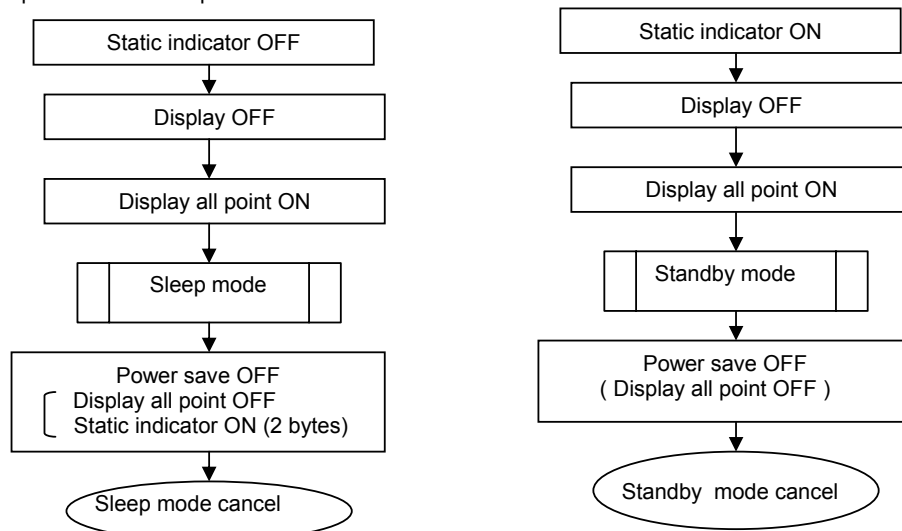 Static indicator OFF
Display OFF
Display all point ON
Sleep mode
Power save OFF
Display all point OFF
Static indicator ON (2 bytes)
Sleep mode cancel
Static indicator ON
Display OFF
Display all point ON
Standby mode
Power save OFF
( Display all point OFF )
Standby mode cancel